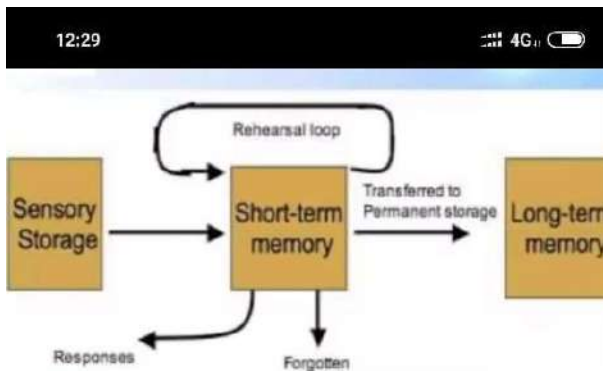 12:29
4G
Rehearsal loop
Sensory
Storage
Short-term
memory
Transferred to
Permanent storage
Long-term
memory
Responses
Forgotten